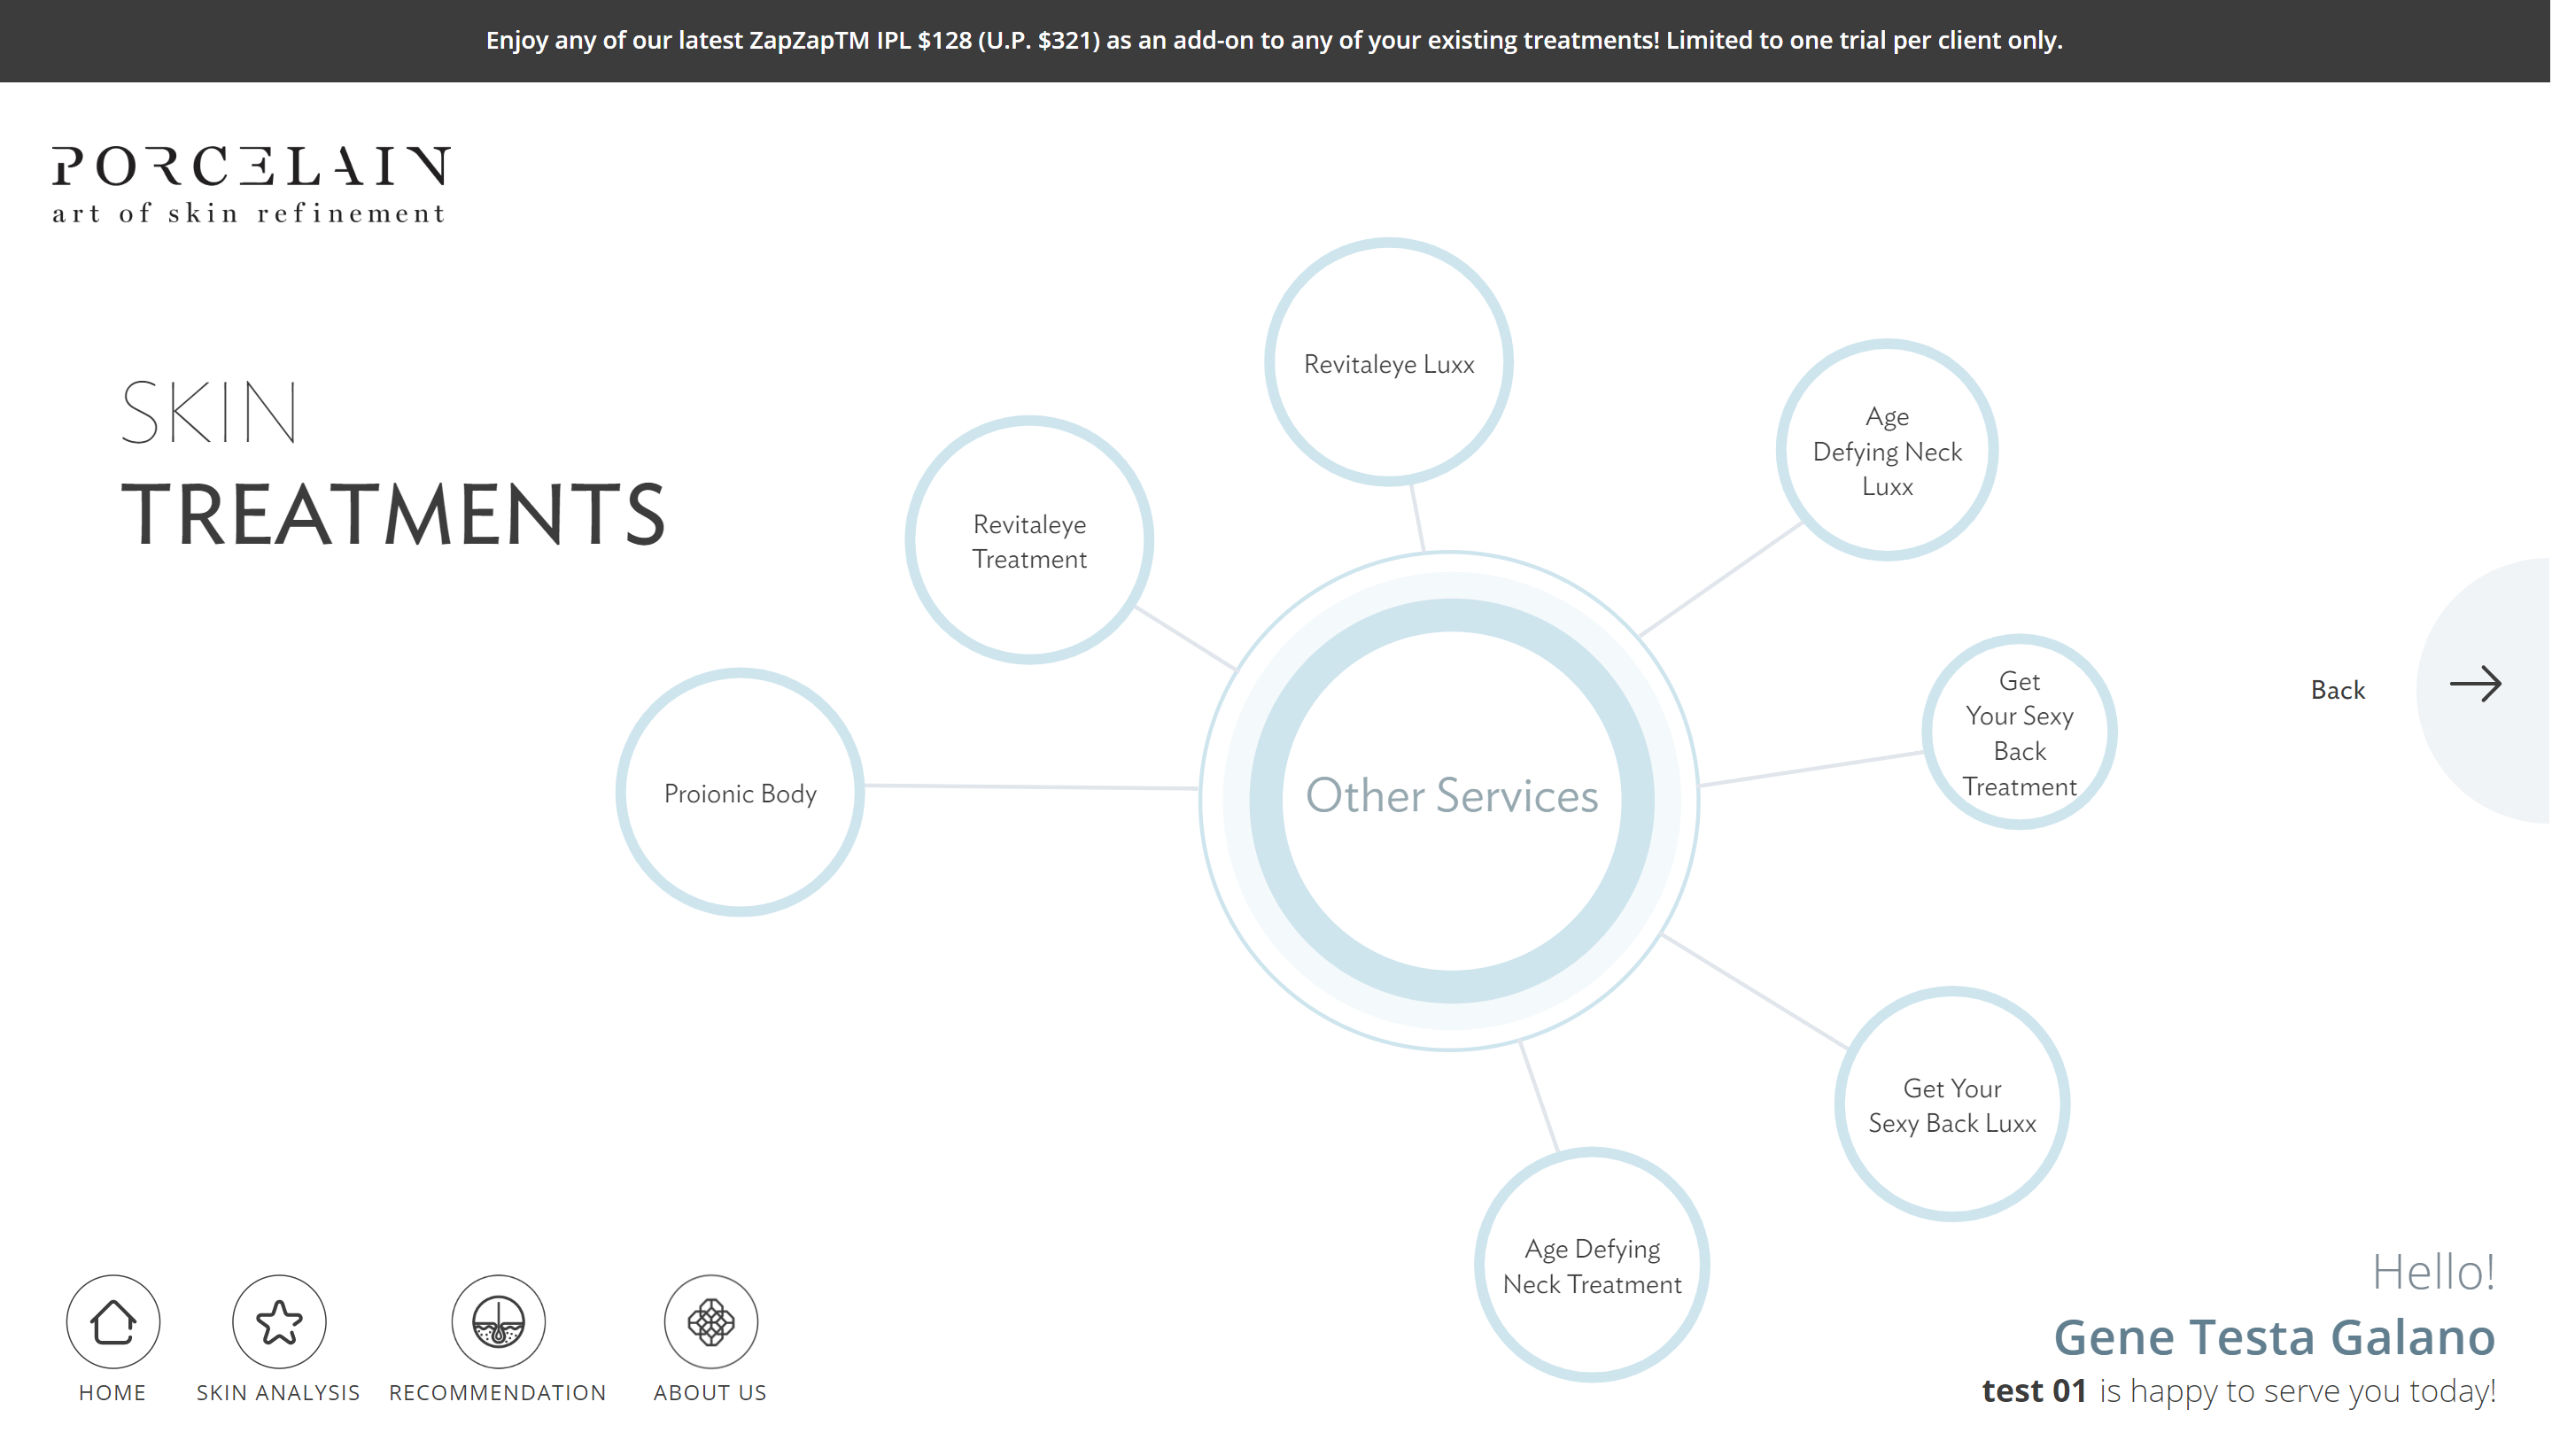 Enjoy any of our latest ZapZapTM IPL $128 (U.P. $321) as an add-on to any of your existing treatments! Limited to one trial per client only.
PORCELAIN
art of skin refinement
SKIN
TREATMENTS
Revitaleye Luxx
Age
Defying Neck
Luxx
Revitaleye
Treatment
Get
Your Sexy
Back
Treatment
Back
Proionic Body
Other Services
Get Your
Sexy Back Luxx
Age Defying
Neck Treatment
HOME
SKIN ANALYSIS
RECOMMENDATION
ABOUT US
Hello!
Gene Testa Galano
test 01 is happy to serve you today!